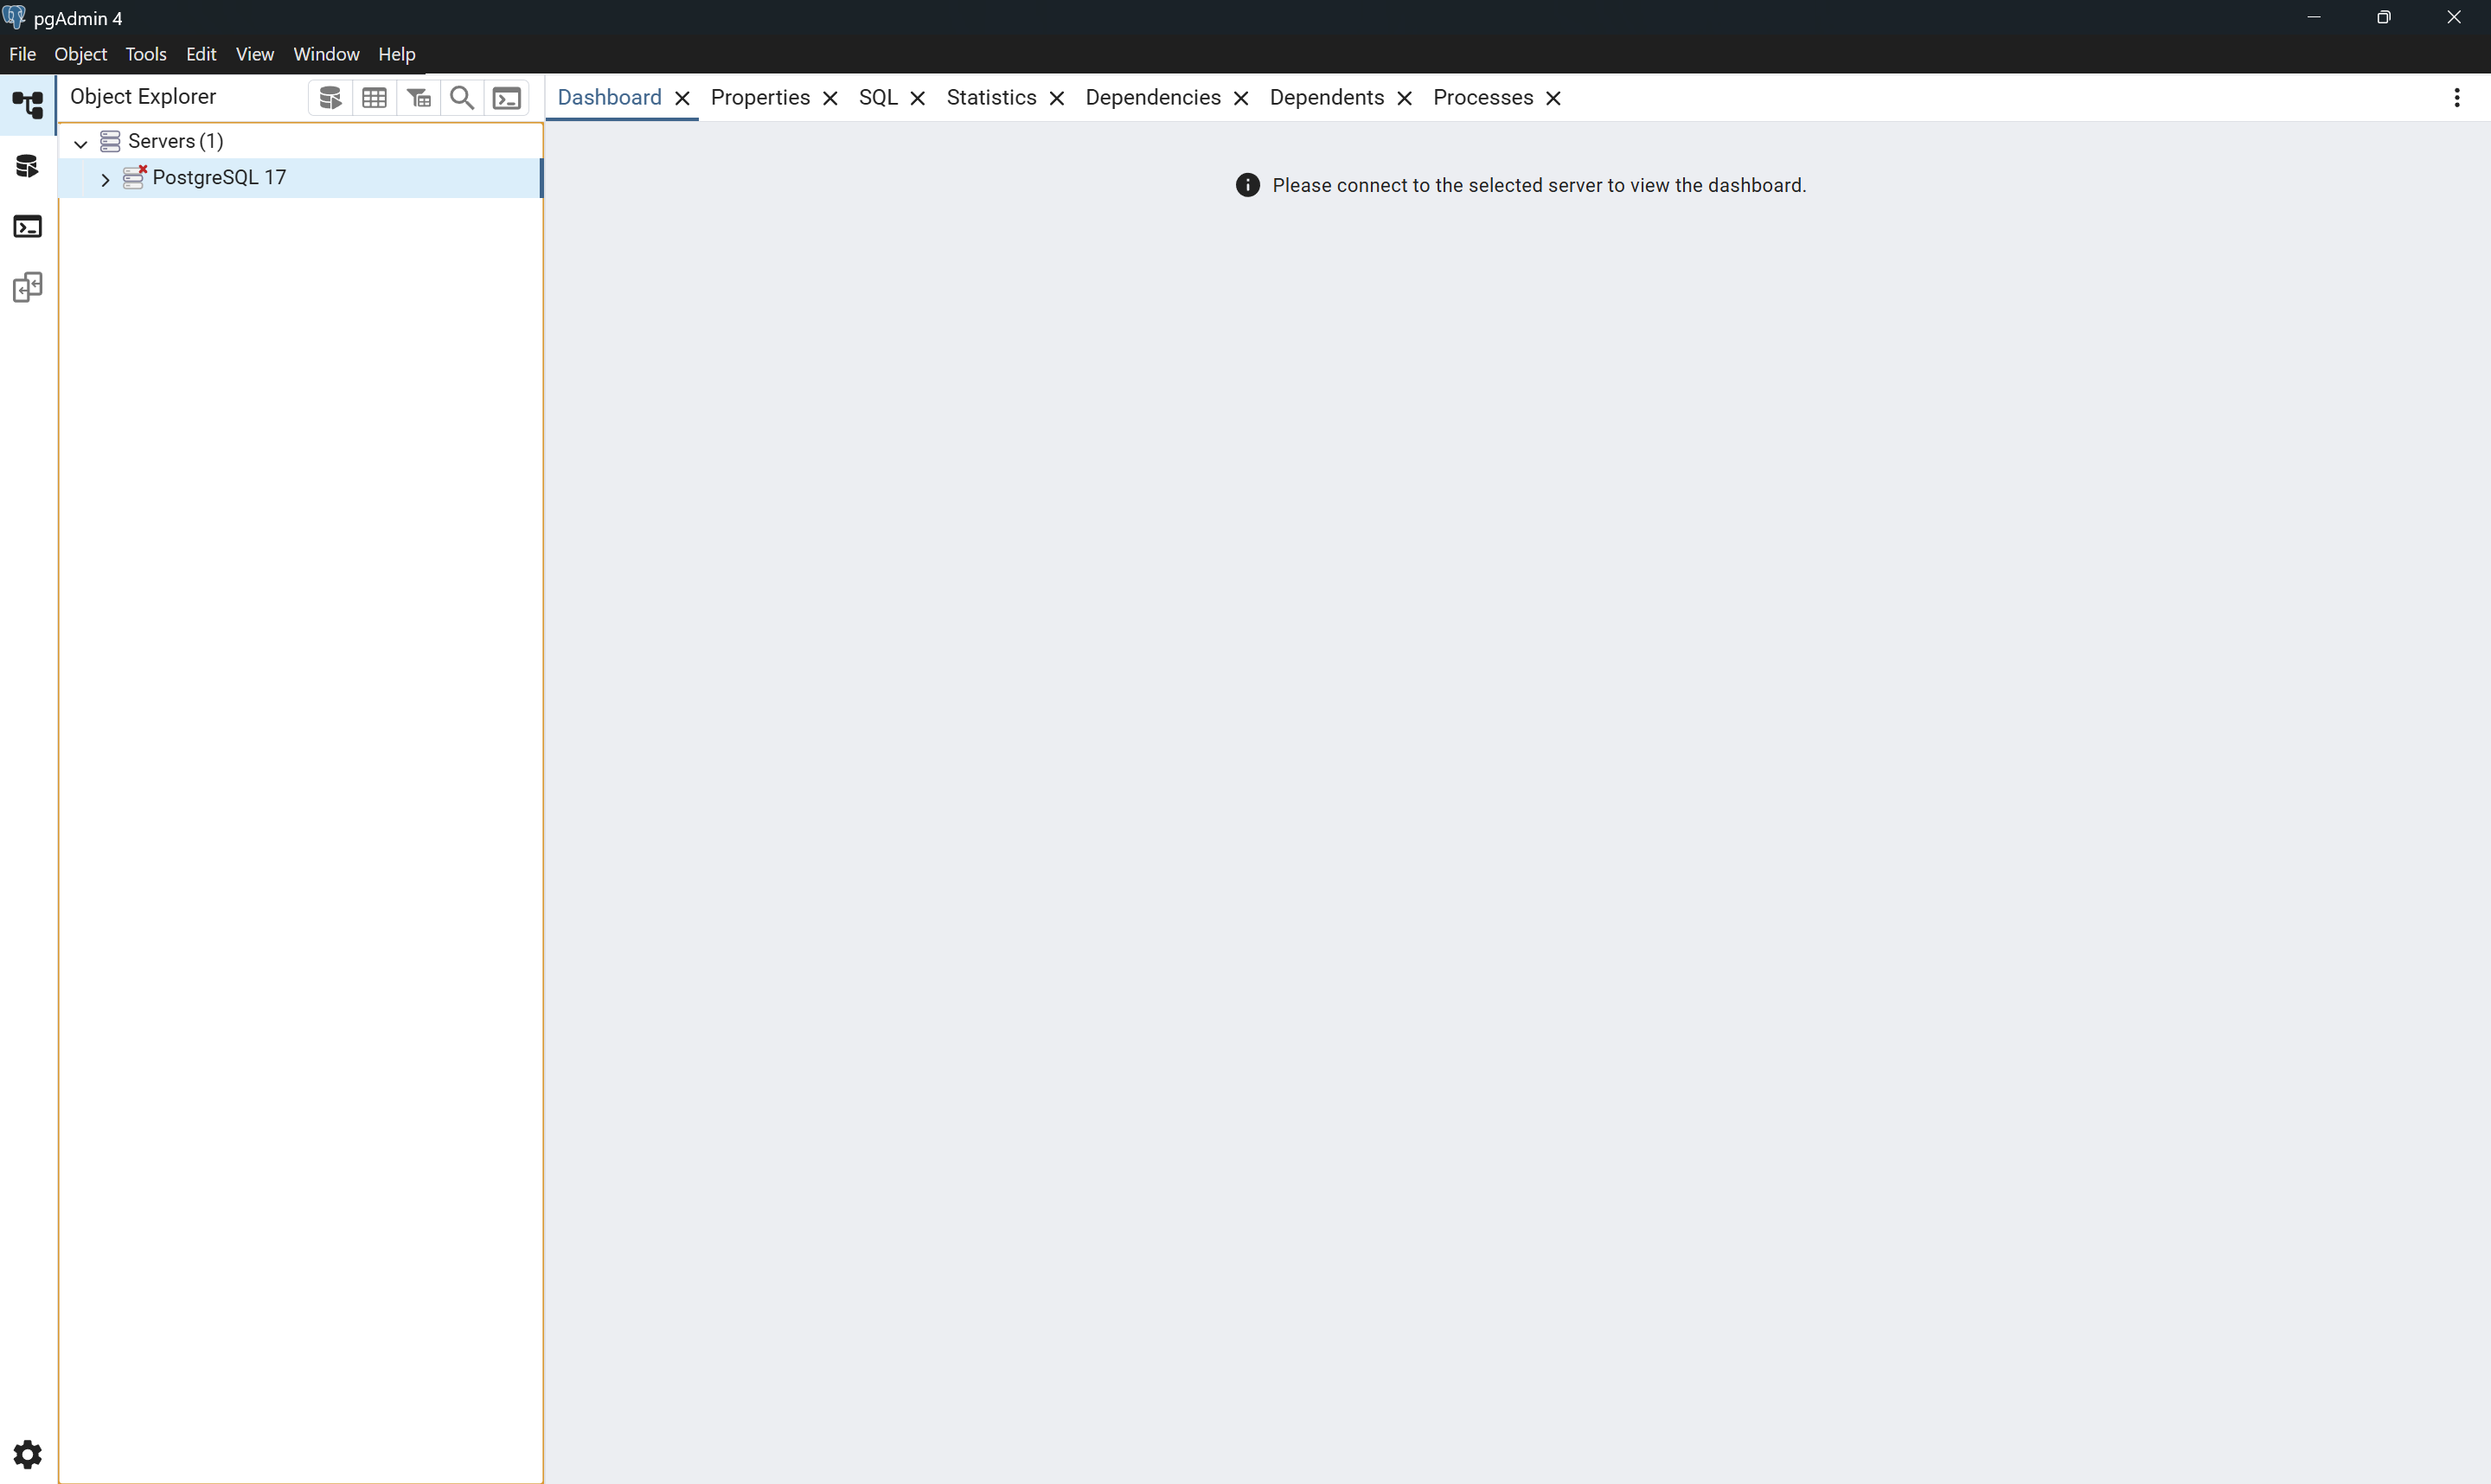 pgAdmin 4
File Object Tools Edit View Window Help
Object Explorer
Dashboard Properties SQL Statistics Dependencies Dependents Processes
Servers (1)
PostgreSQL 17
Please connect to the selected server to view the dashboard.